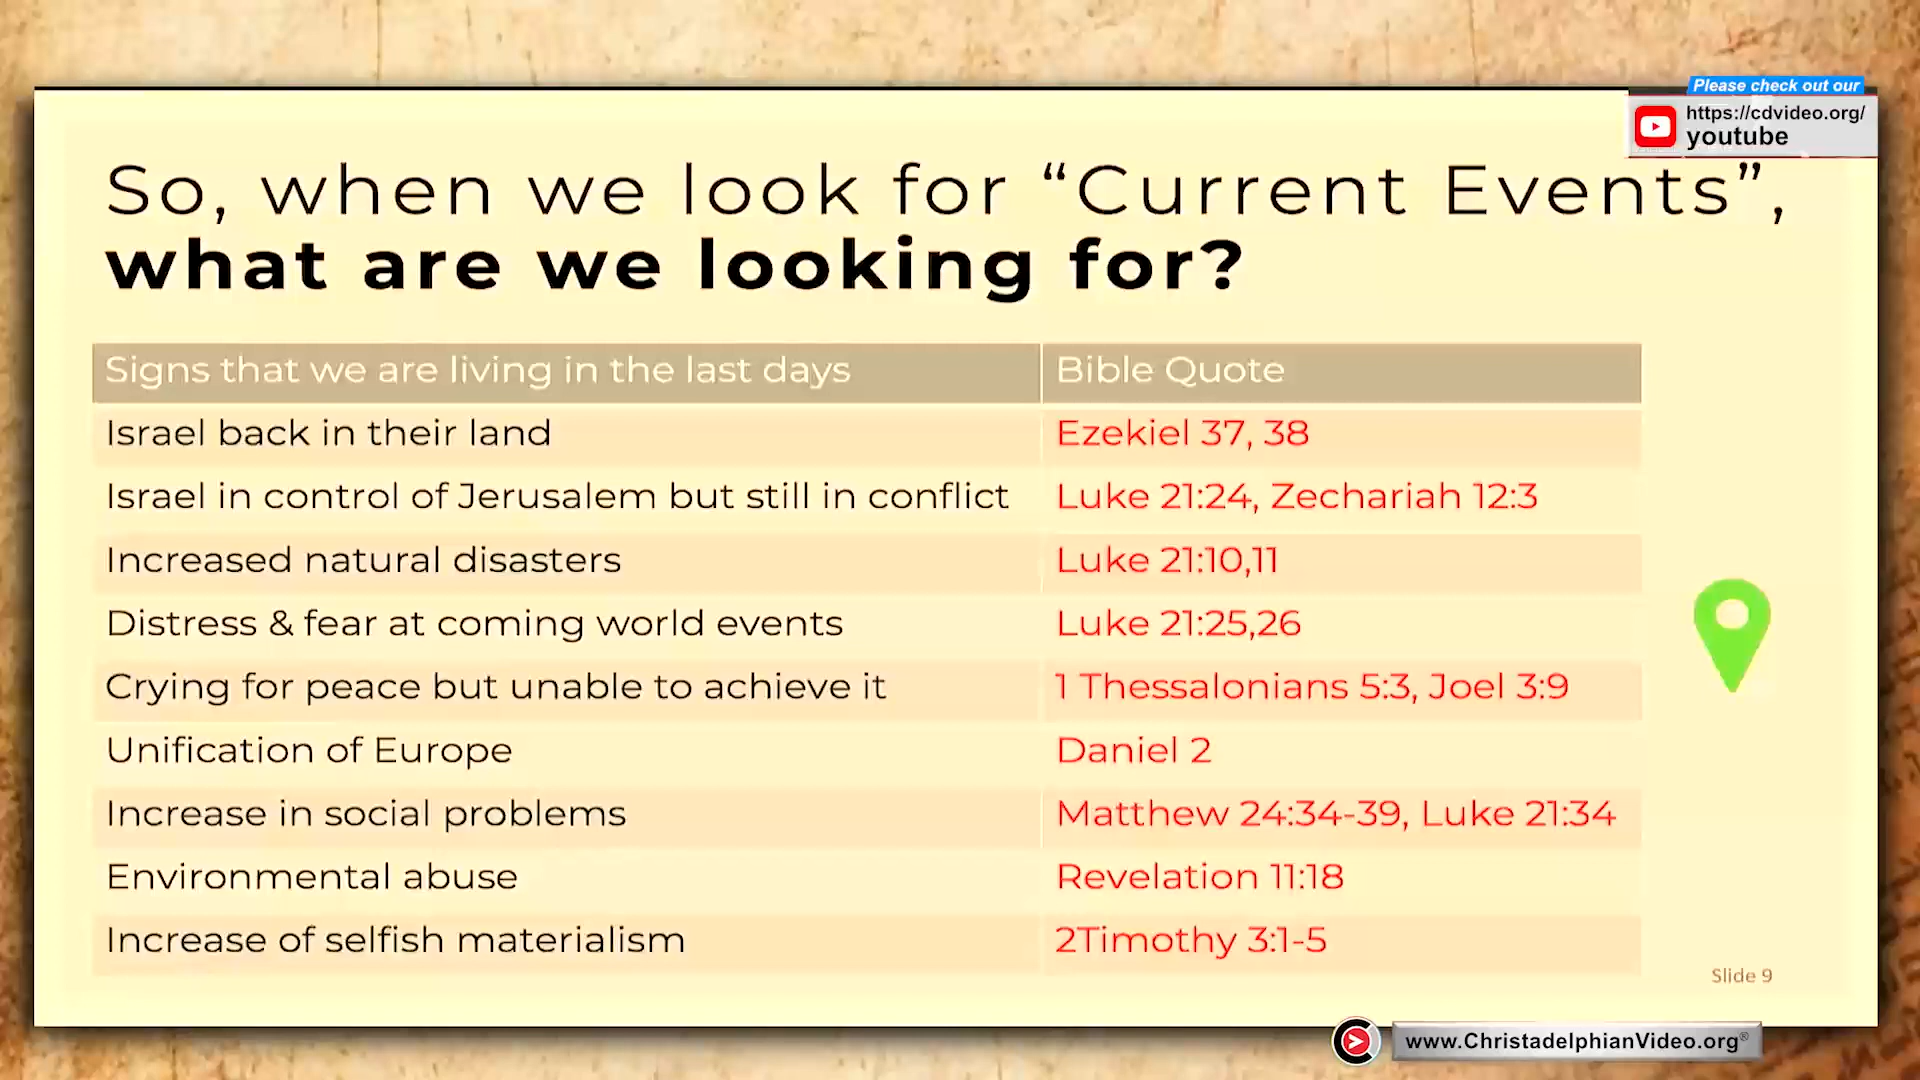 Please check out our
https://cdvideo.org/
youtube
So, when we look for “Current Events”,
what are we looking for?
Signs that we are living in the last days Bible Quote
Israel back in their land Ezekiel 37, 38
Israel in control of Jerusalem but still in conflict Luke 21:24, Zechariah 12:3
Increased natural disasters Luke 21:10,11
Distress & fear at coming world events Luke 21:25,26
Crying for peace but unable to achieve it 1 Thessalonians 5:3, Joel 3:9
Unification of Europe Daniel 2
Increase in social problems Matthew 24:34-39, Luke 21:34
Environmental abuse Revelation 11:18
Increase of selfish materialism 2Timothy 3:1-5
Slide 9
www.ChristadelphianVideo.org®